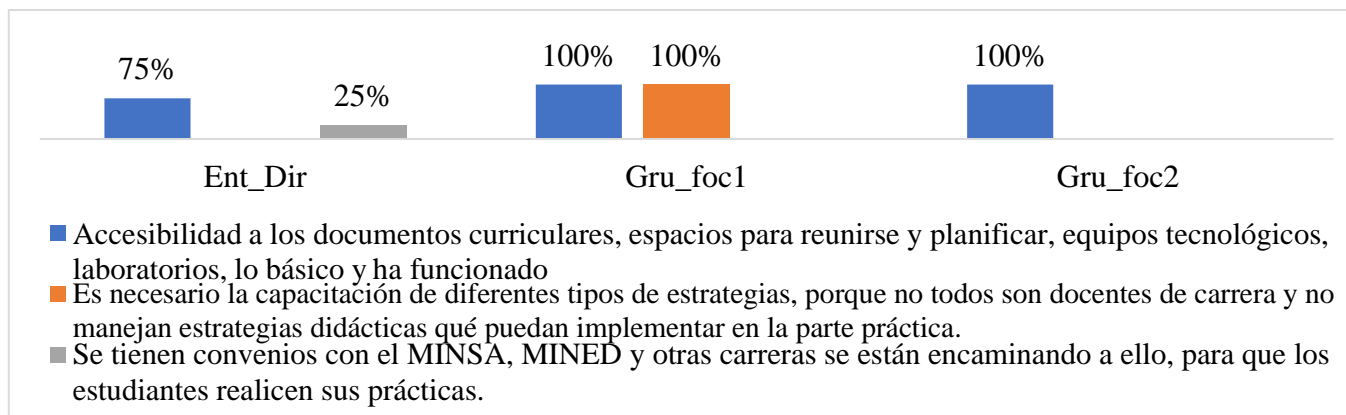 75%
25%
100%
100%
100%
Ent_Dir
Gru_foc1
Gru_foc2
Accesibilidad a los documentos curriculares, espacios para reunirse y planificar, equipos tecnológicos,
laboratorios, lo básico y ha funcionado
Es necesario la capacitación de diferentes tipos de estrategias, porque no todos son docentes de carrera y no
manejan estrategias didácticas qué puedan implementar en la parte práctica.
Se tienen convenios con el MINSA, MINED y otras carreras se están encaminando a ello, para que los
estudiantes realicen sus prácticas.